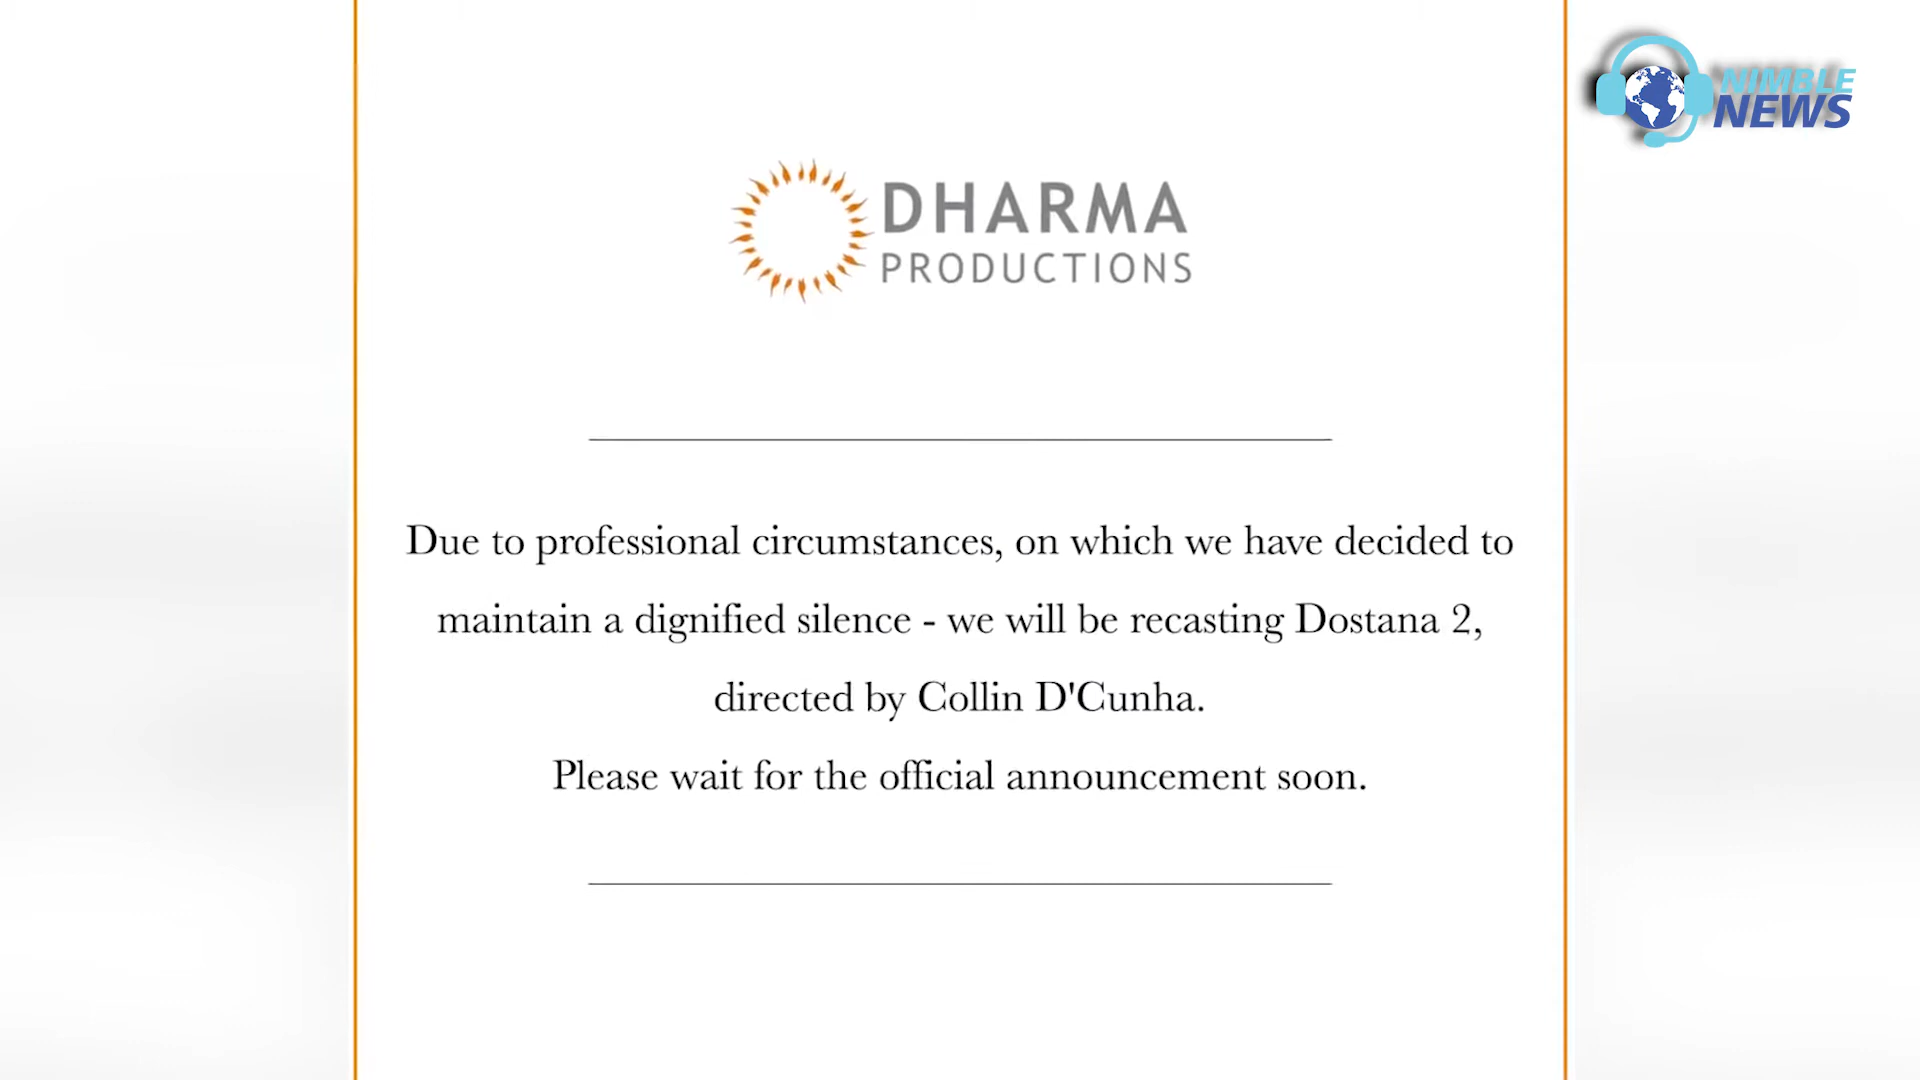 NIMBLE
NEWS
DHARMA
PRODUCTIONS
Due to professional circumstances, on which we have decided to
maintain a dignified silence - we will be recasting Dostana 2,
directed by Collin D'Cunha.
Please wait for the official announcement soon.